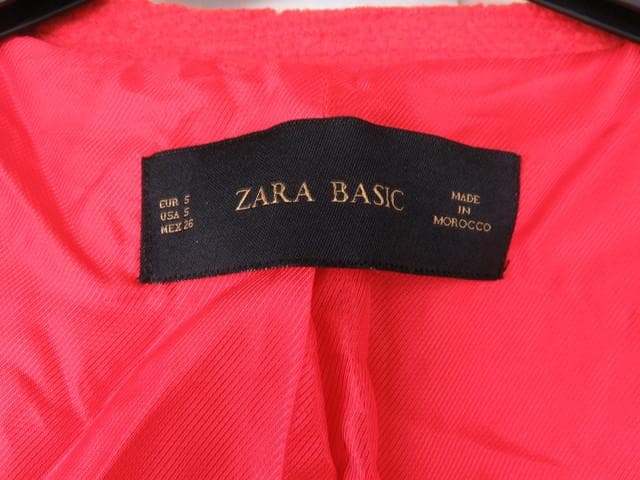 EUR S
USA S
MEX 26
ZARA BASIC
MADE
IN
MOROCCO